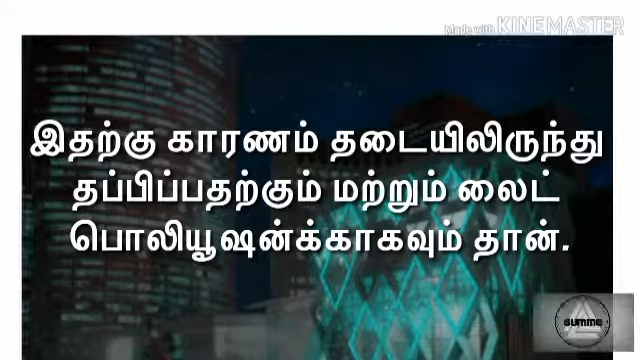 Made with KINEMASTER
இதற்கு காரணம் தடையிலிருந்து
தப்பிப்பதற்கும் மற்றும் லைட்
பொலியூஷன்க்காகவும் தான்.